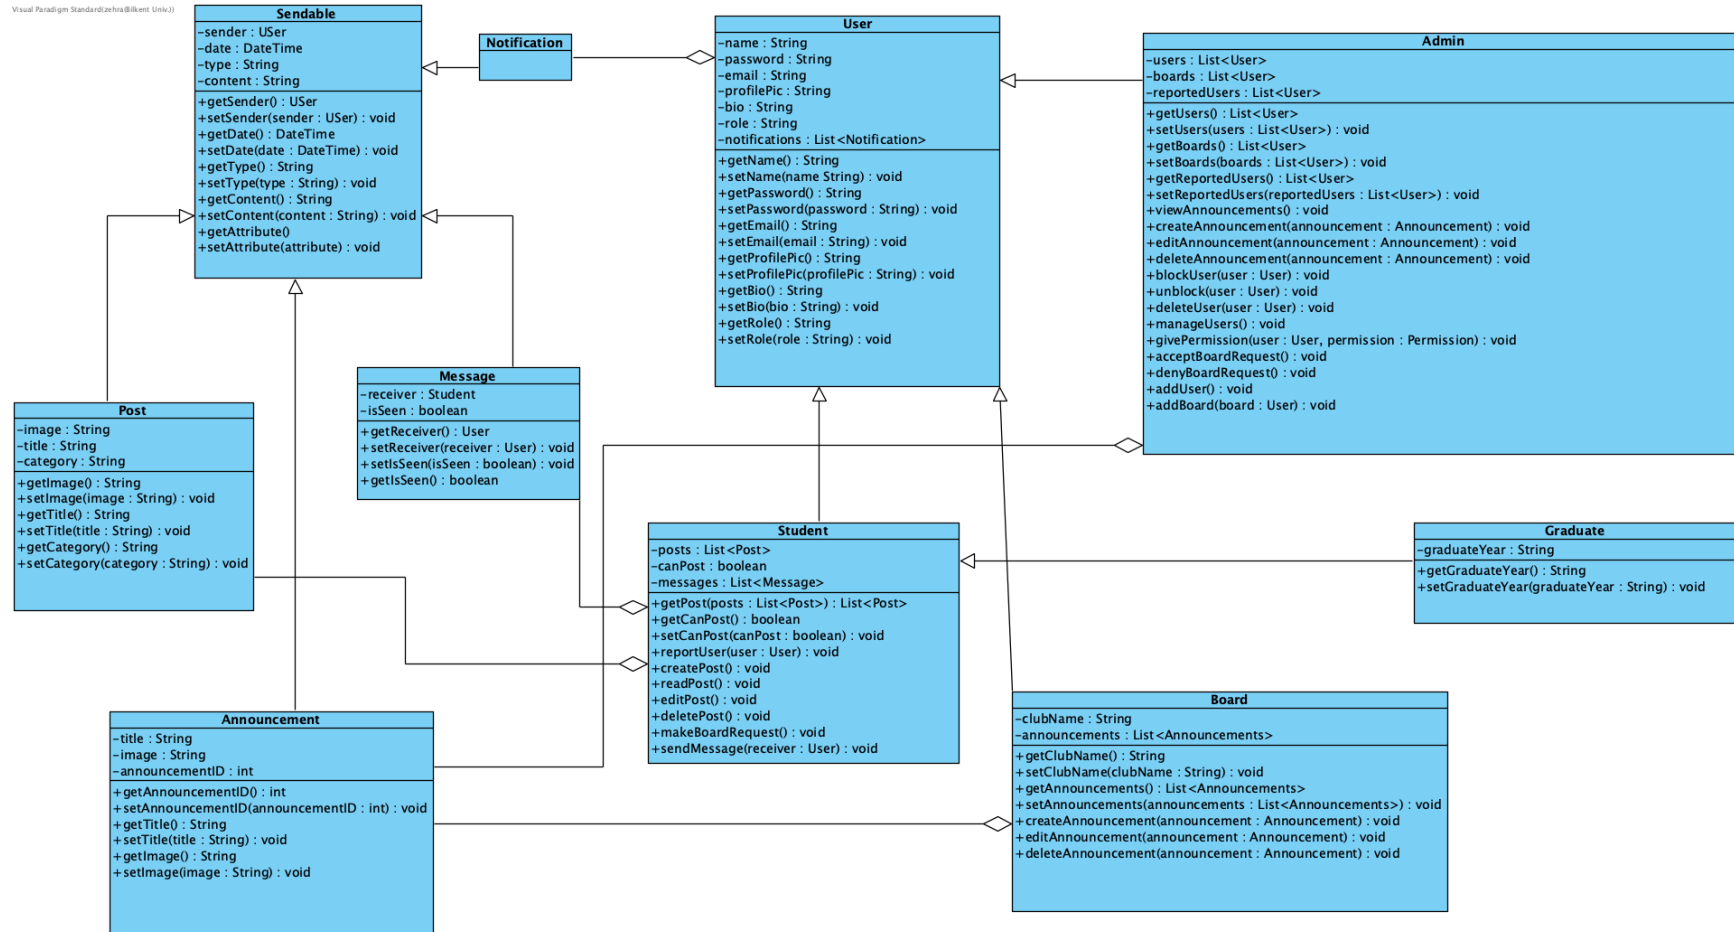 Visual Paradigm Standard(zehra(Bilkent Univ.))
Sendable
-sender : USer
-date : DateTime
-type : String
-content : String
+getSender() : USer
+setSender(sender : USer) : void
+getDate() : DateTime
+setDate(date : DateTime) : void
+getType() : String
+setType(type : String) : void
+getContent() : String
+setContent(content : String) : void
+getAttribute()
+setAttribute(attribute) : void
Notification
User
-name : String
-password : String
-email : String
-profilePic : String
-bio : String
-role : String
-notifications : List<Notification>
+getName() : String
+setName(name String) : void
+getPassword() : String
+setPassword(password : String) : void
+getEmail() : String
+setEmail(email : String) : void
+getProfilePic() : String
+setProfilePic(profilePic : String) : void
+getBio() : String
+setBio(bio : String) : void
+getRole() : String
+setRole(role : String) : void
Admin
-users : List<User>
-boards : List<User>
-reportedUsers : List<User>
+getUsers() : List<User>
+setUsers(users : List<User>) : void
+getBoards() : List<User>
+setBoards(boards : List<User>) : void
+getReportedUsers() : List<User>
+setReportedUsers(reportedUsers : List<User>) : void
+viewAnnouncements() : void
+createAnnouncement(announcement : Announcement) : void
+editAnnouncement(announcement : Announcement) : void
+deleteAnnouncement(announcement : Announcement) : void
+blockUser(user : User) : void
+unblock(user : User) : void
+deleteUser(user : User) : void
+manageUsers() : void
+givePermission(user : User, permission : Permission) : void
+acceptBoardRequest() : void
+denyBoardRequest() : void
+addUser() : void
+addBoard(board : User) : void
Message
-receiver : Student
-isSeen : boolean
+getReceiver() : User
+setReceiver(receiver : User) : void
+setIsSeen(isSeen : boolean) : void
+getIsSeen() : boolean
Post
-image : String
-title : String
-category : String
+getImage() : String
+setImage(image : String) : void
+getTitle() : String
+setTitle(title : String) : void
+getCategory() : String
+setCategory(category : String) : void
Student
-posts : List<Post>
-canPost : boolean
-messages : List<Message>
+getPost(posts : List<Post>) : List<Post>
+getCanPost() : boolean
+setCanPost(canPost : boolean) : void
+reportUser(user : User) : void
+createPost() : void
+readPost() : void
+editPost() : void
+deletePost() : void
+makeBoardRequest() : void
+sendMessage(receiver : User) : void
Graduate
-graduateYear : String
+getGraduateYear() : String
+setGraduateYear(graduateYear : String) : void
Announcement
-title : String
-image : String
-announcementID : int
+getAnnouncementID() : int
+setAnnouncementID(announcementID : int) : void
+getTitle() : String
+setTitle(title : String) : void
+getImage() : String
+setImage(image : String) : void
Board
-clubName : String
-announcements : List<Announcements>
+getClubName() : String
+setClubName(clubName : String) : void
+getAnnouncements() : List<Announcements>
+setAnnouncements(announcements : List<Announcements>) : void
+createAnnouncement(announcement : Announcement) : void
+editAnnouncement(announcement : Announcement) : void
+deleteAnnouncement(announcement : Announcement) : void